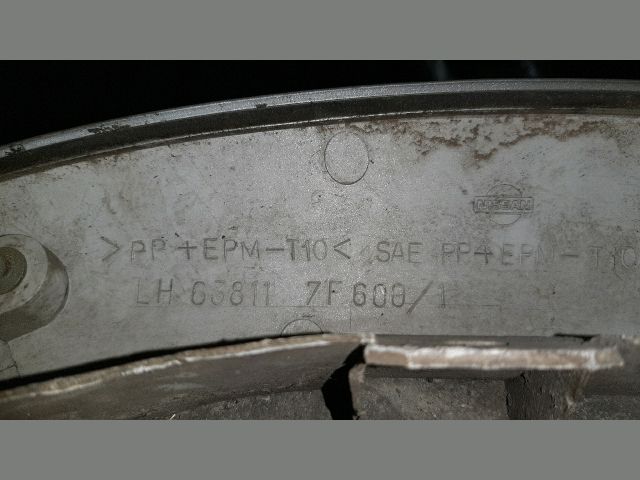 NISSAN
>PP+EPM-T10< SAE PP+EPM-T10
LH 63811 7F600/1